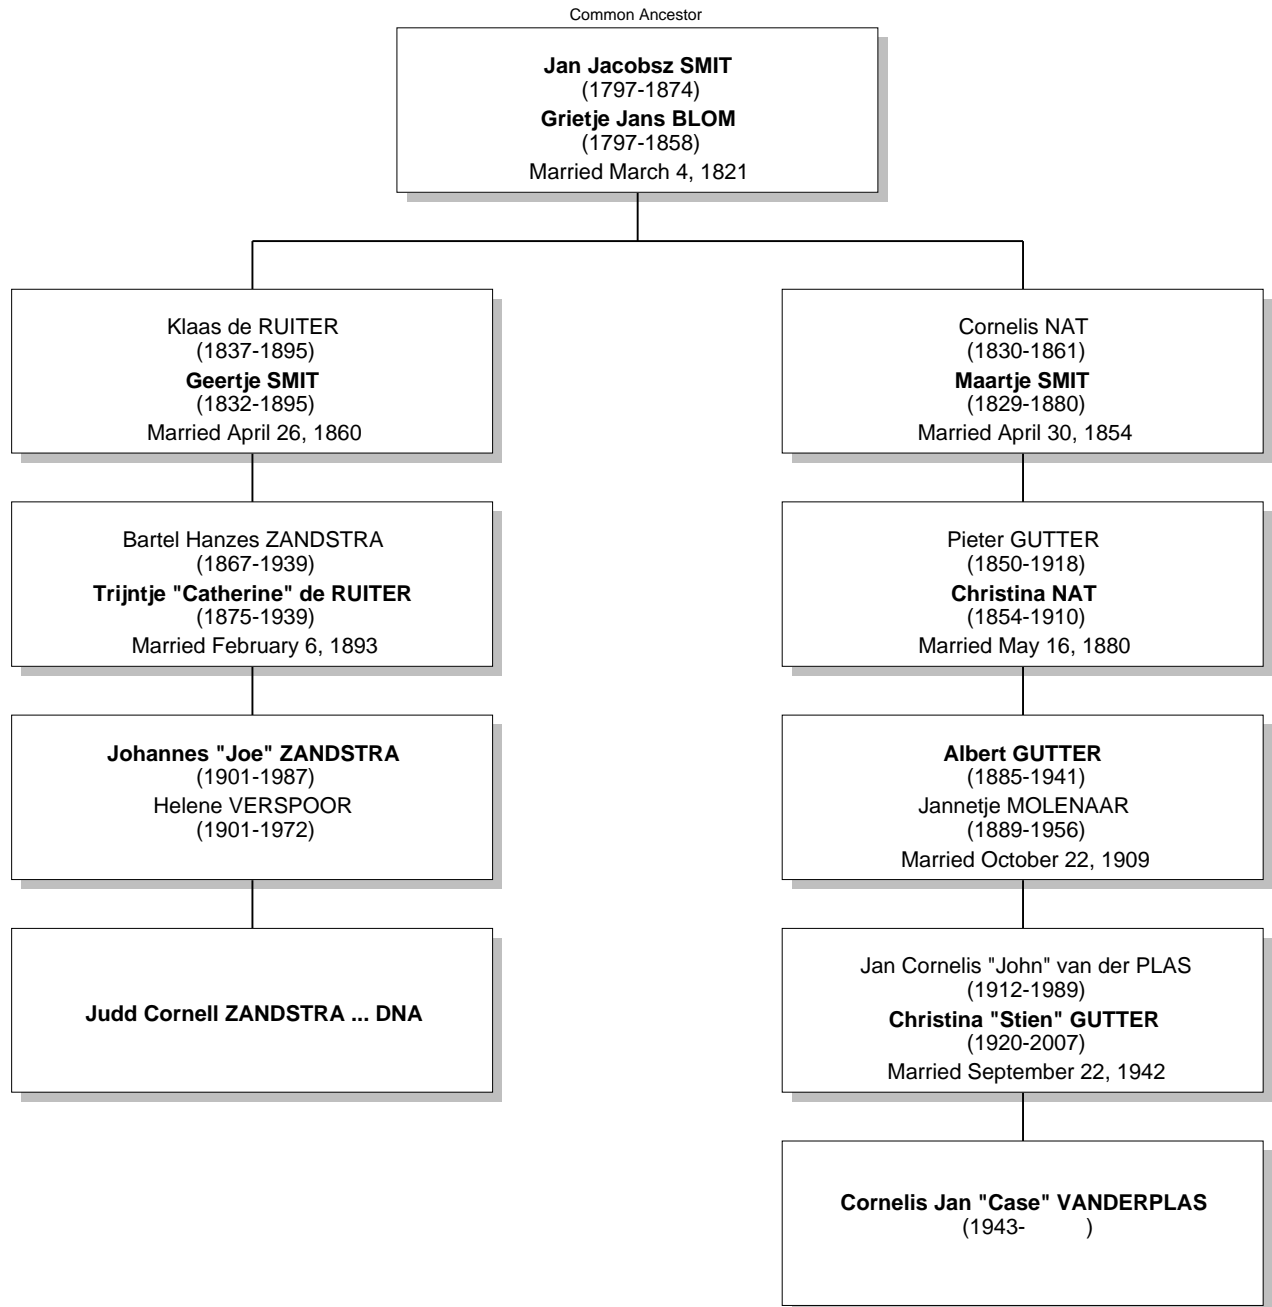 Common Ancestor
Jan Jacobsz SMIT
(1797-1874)
Grietje Jans BLOM
(1797-1858)
Married March 4, 1821
Klaas de RUITER
(1837-1895)
Geertje SMIT
(1832-1895)
Married April 26, 1860
Cornelis NAT
(1830-1861)
Maartje SMIT
(1829-1880)
Married April 30, 1854
Bartel Hanzes ZANDSTRA
(1867-1939)
Trijntje "Catherine" de RUITER
(1875-1939)
Married February 6, 1893
Pieter GUTTER
(1850-1918)
Christina NAT
(1854-1910)
Married May 16, 1880
Johannes "Joe" ZANDSTRA
(1901-1987)
Helene VERSPOOR
(1901-1972)
Albert GUTTER
(1885-1941)
Jannetje MOLENAAR
(1889-1956)
Married October 22, 1909
Judd Cornell ZANDSTRA ... DNA
Jan Cornelis "John" van der PLAS
(1912-1989)
Christina "Stien" GUTTER
(1920-2007)
Married September 22, 1942
Cornelis Jan "Case" VANDERPLAS
(1943-          )